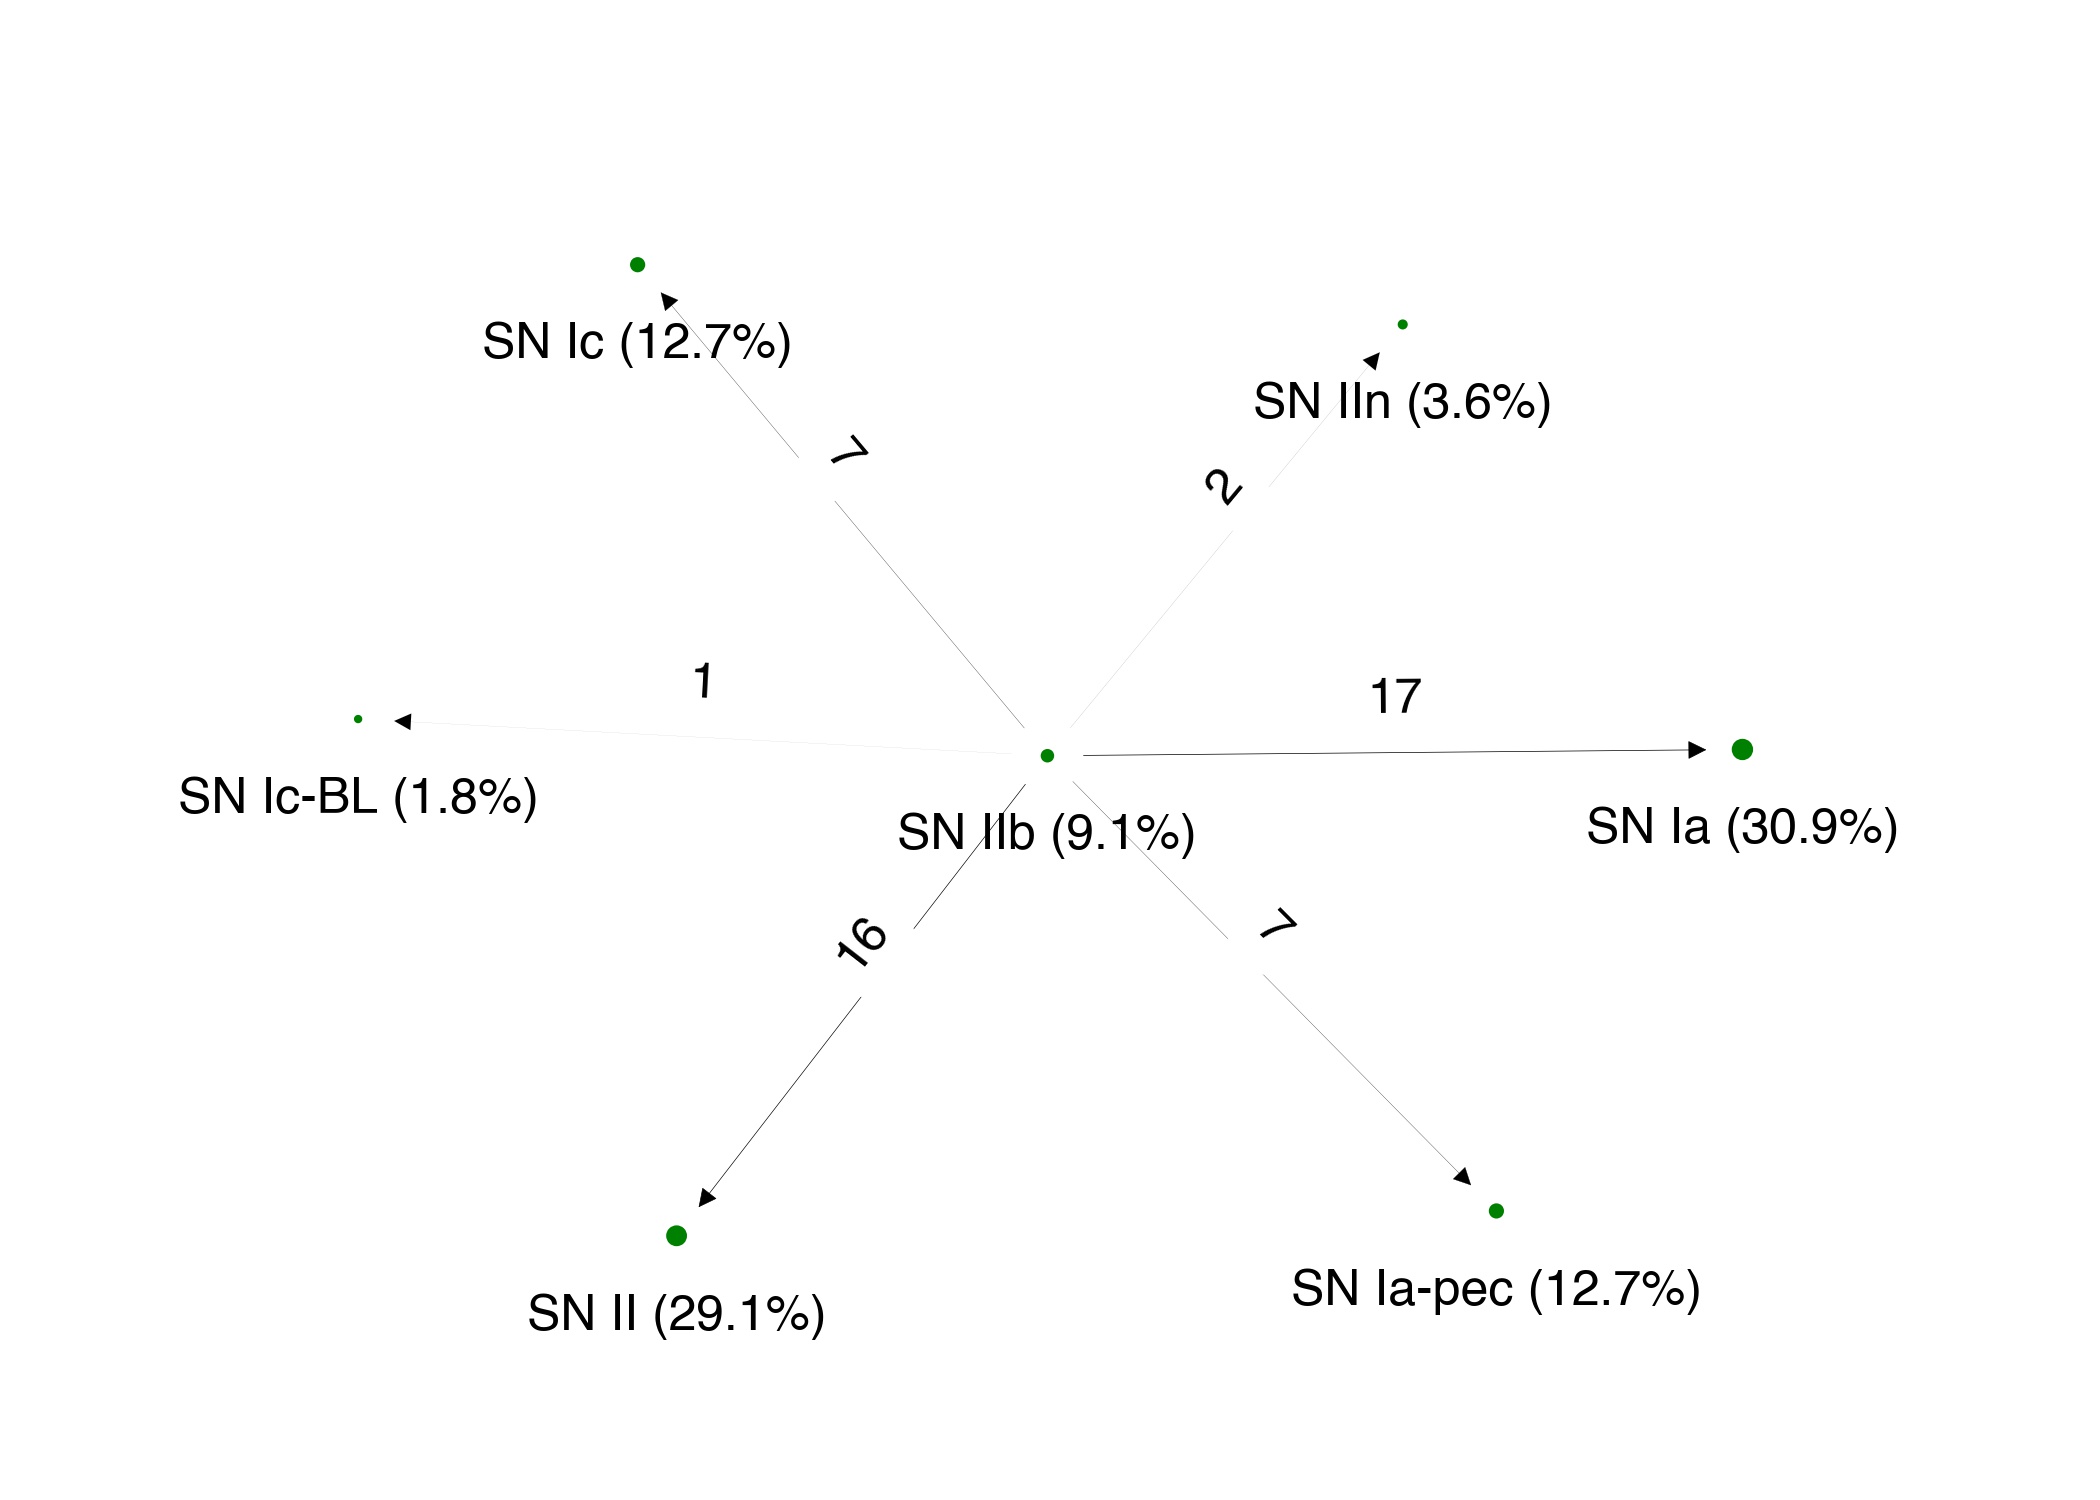 SN Ic (12.7%)
SN IIn (3.6%)
7
2
1
17
SN Ic-BL (1.8%)
SN IIb (9.1%)
SN Ia (30.9%)
16
7
SN II (29.1%)
SN Ia-pec (12.7%)